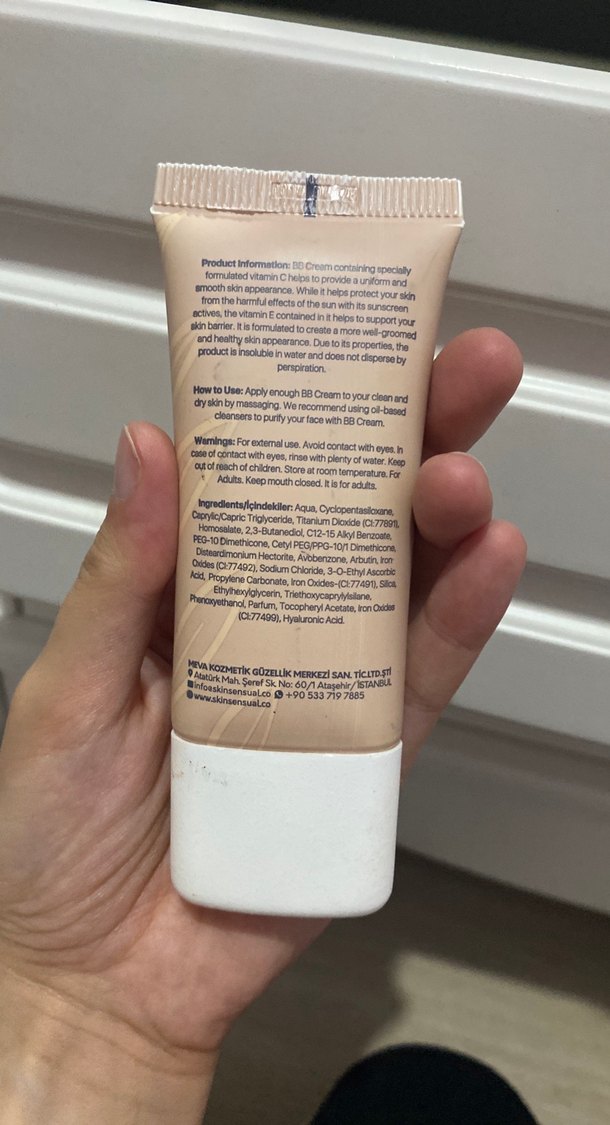 Product Information: BB Cream containing specially
formulated vitamin C helps to provide a uniform and
smooth skin appearance. While it helps protect your skin
from the harmful effects of the sun with its sunscreen
actives, the vitamin E contained in it helps to support your
skin barrier. It is formulated to create a more well-groomed
and healthy skin appearance. Due to its properties, the
product is insoluble in water and does not disperse by
perspiration.
How to Use: Apply enough BB Cream to your clean and
dry skin by massaging. We recommend using oil-based
cleansers to purify your face with BB Cream.
Warnings: For external use. Avoid contact with eyes. In
case of contact with eyes, rinse with plenty of water. Keep
out of reach of children. Store at room temperature. For
Adults. Keep mouth closed. It is for adults.
Ingredients/İçindekiler: Aqua, Cyclopentasiloxane,
Caprylic/Capric Triglyceride, Titanium Dioxide (CI:77891),
Homosalate, 2,3-Butanediol, C12-15 Alkyl Benzoate,
PEG-10 Dimethicone, Cetyl PEG/PPG-10/1 Dimethicone,
Disteardimonium Hectorite, Avobenzone, Arbutin, Iron
Oxides (CI:77492), Sodium Chloride, 3-O-Ethyl Ascorbic
Acid, Propylene Carbonate, Iron Oxides-(CI:77491), Silica,
Ethylhexylglycerin, Triethoxycaprylylsilane,
Phenoxyethanol, Parfum, Tocopheryl Acetate, Iron Oxides
(CI:77499), Hyaluronic Acid.
MEVA KOZMETİK GÜZELLİK MERKEZİ SAN. TİC.LTD.ŞTİ
Atatürk Mah. Şeref Sk. No: 60/1 Ataşehir/ İSTANBUL
info@skinsensual.co +90 533 719 7885
www.skinsensual.co